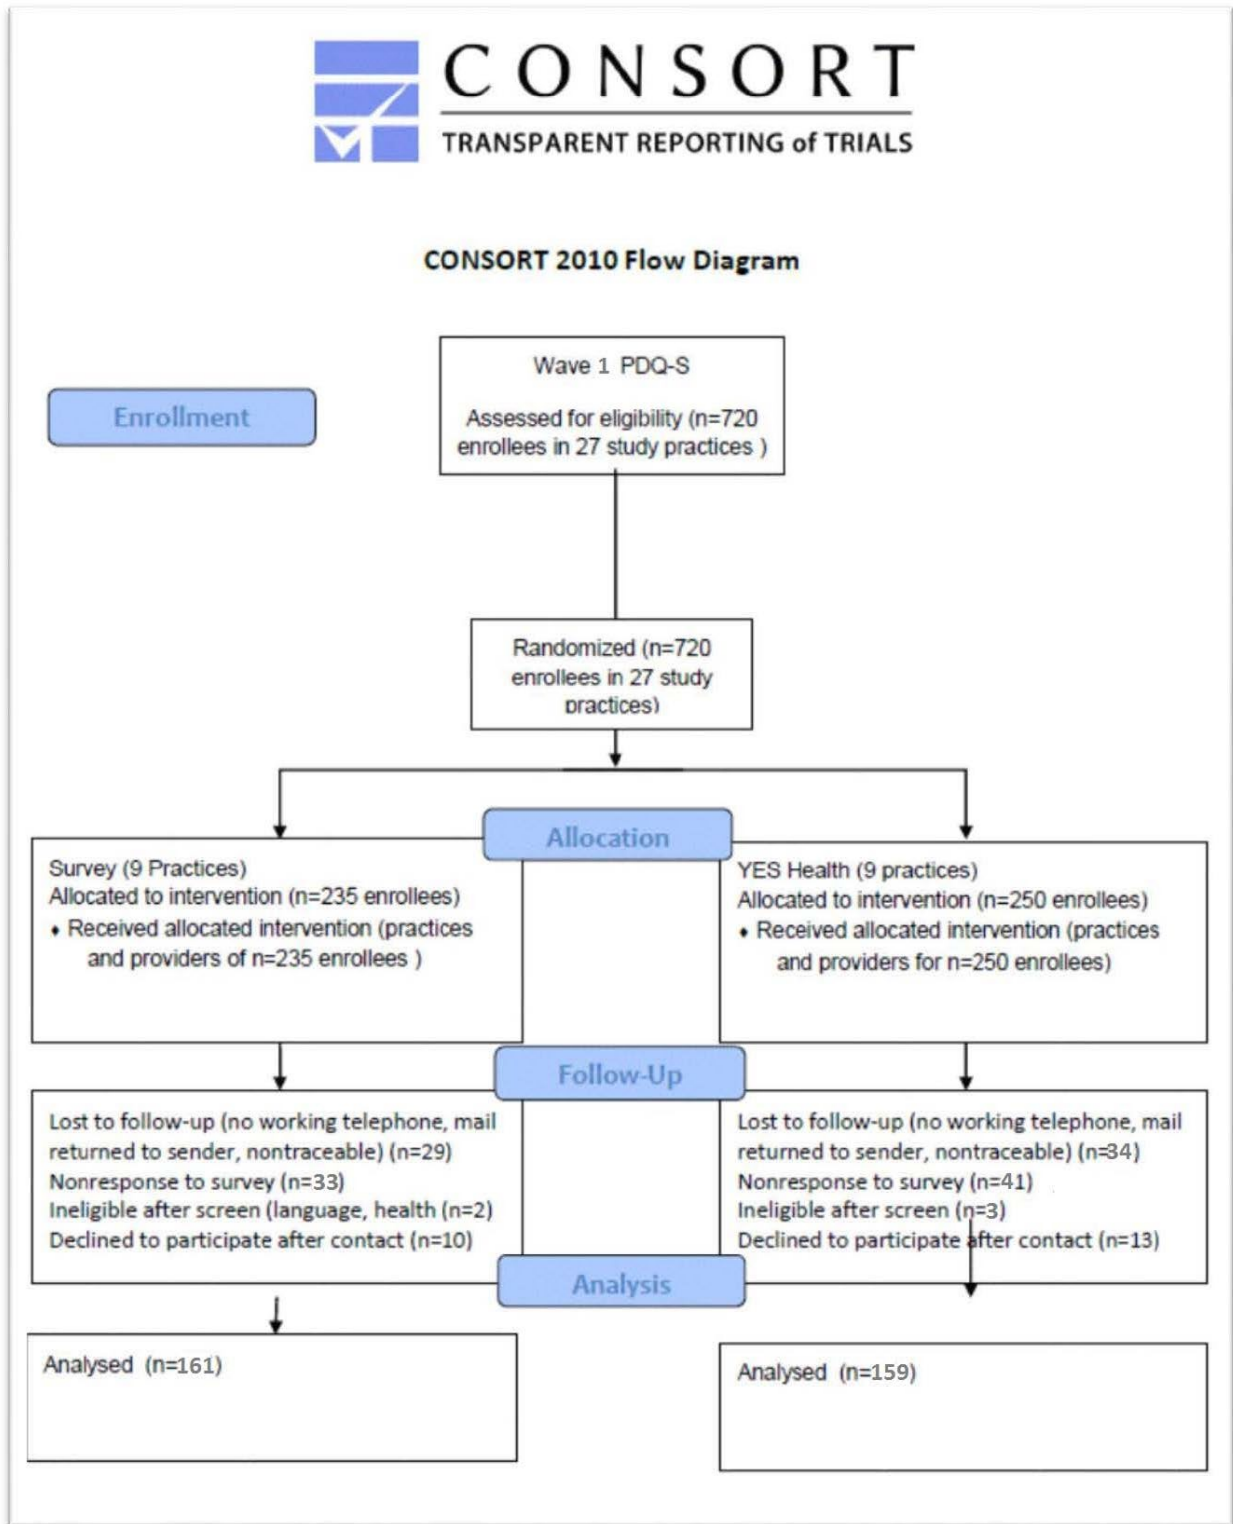 CONSORT
TRANSPARENT REPORTING of TRIALS
CONSORT 2010 Flow Diagram
Wave 1 PDQ-S
Assessed for eligibility (n=720
enrollees in 27 study practices )
Enrollment
Randomized (n=720
enrollees in 27 study
practices)
Allocation
Survey (9 Practices)
Allocated to intervention (n=235 enrollees)
♦ Received allocated intervention (practices
and providers of n=235 enrollees )
YES Health (9 practices)
Allocated to intervention (n=250 enrollees)
♦ Received allocated intervention (practices
and providers for n=250 enrollees)
Follow-Up
Lost to follow-up (no working telephone, mail
returned to sender, nontraceable) (n=29)
Nonresponse to survey (n=33)
Ineligible after screen (language, health (n=2)
Declined to participate after contact (n=10)
Lost to follow-up (no working telephone, mail
returned to sender, nontraceable) (n=34)
Nonresponse to survey (n=41)
Ineligible after screen (n=3)
Declined to participate after contact (n=13)
Analysis
Analysed (n=161)
Analysed (n=159)